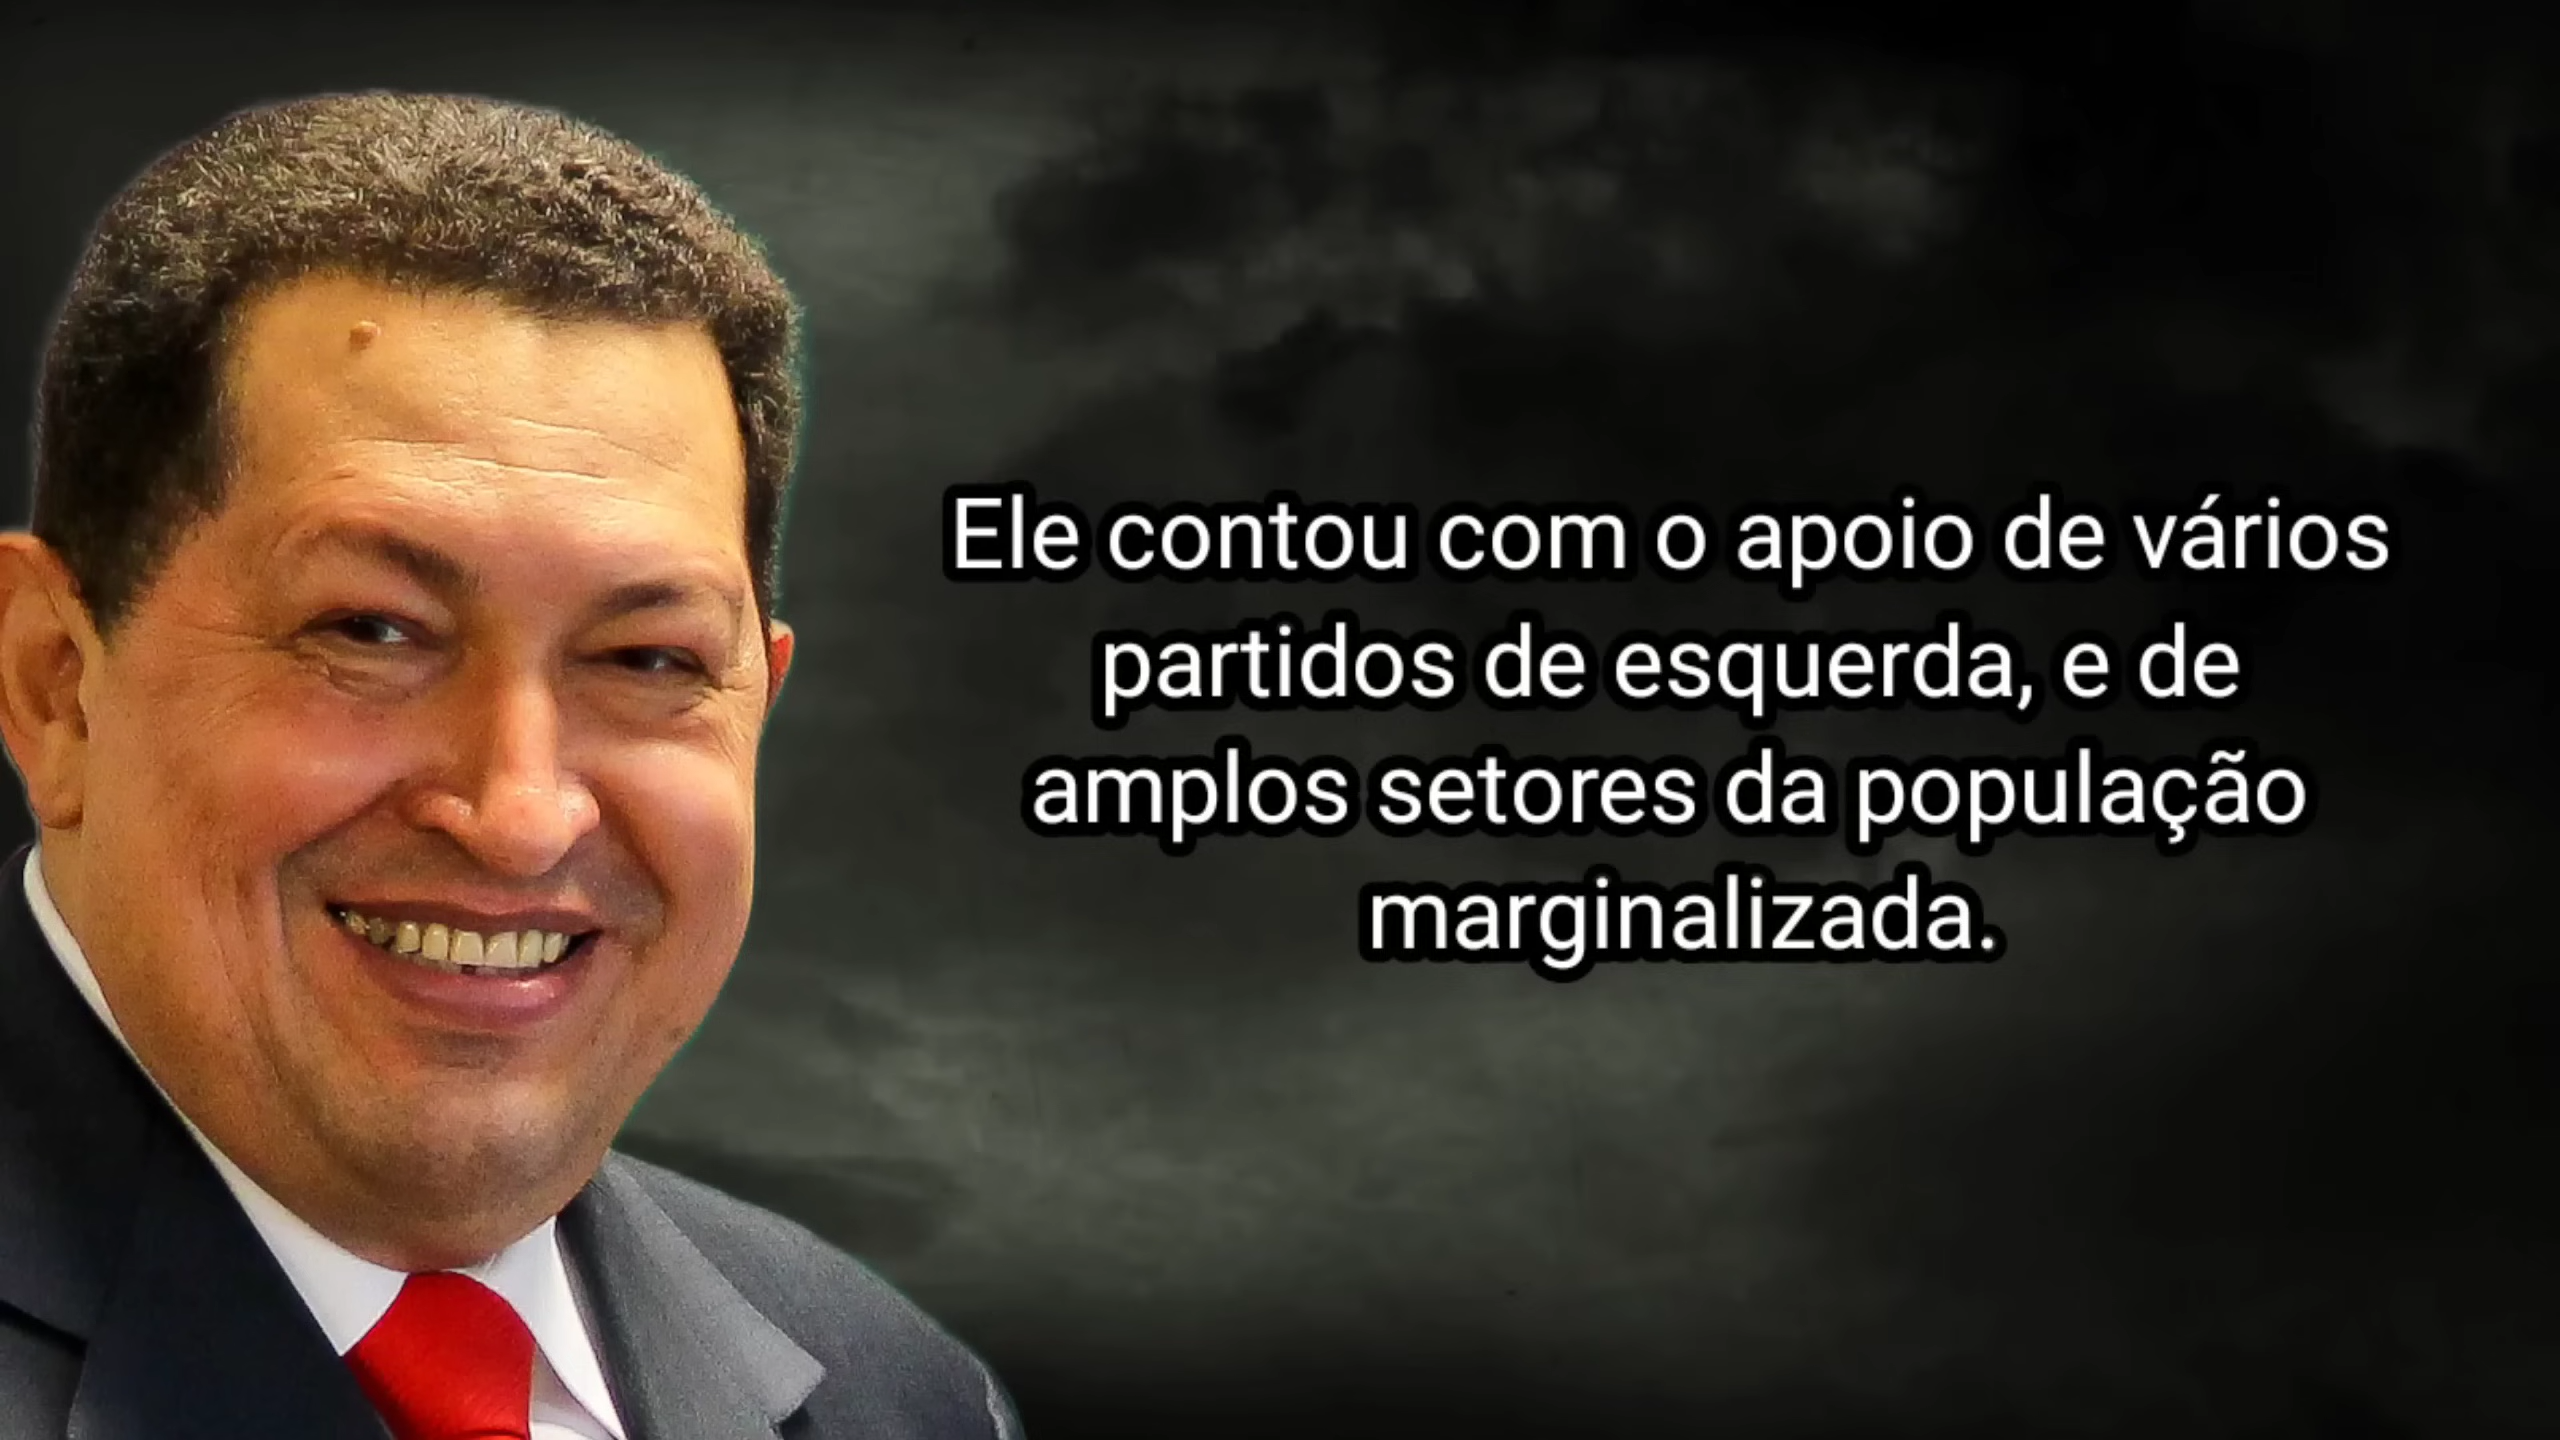 Ele contou com o apoio de vários
partidos de esquerda, e de
amplos setores da população
marginalizada.